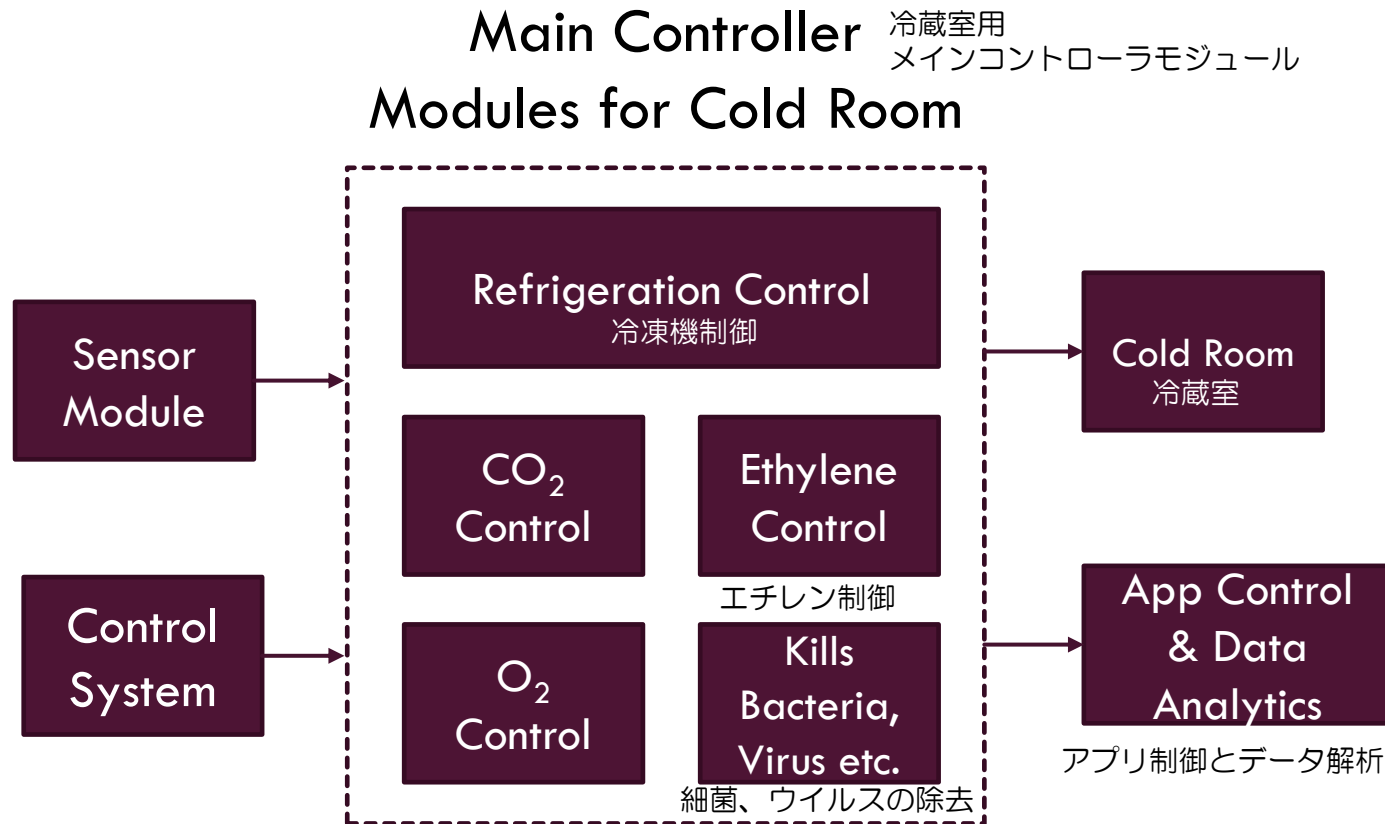 Main Controller
冷蔵室用
メインコントローラモジュール
Modules for Cold Room
Sensor
Module
Control
System
Refrigeration Control
冷凍機制御
CO₂
Control
Ethylene
Control
エチレン制御
O₂
Control
Kills
Bacteria,
Virus etc.
細菌、ウイルスの除去
Cold Room
冷蔵室
App Control
& Data
Analytics
アプリ制御とデータ解析